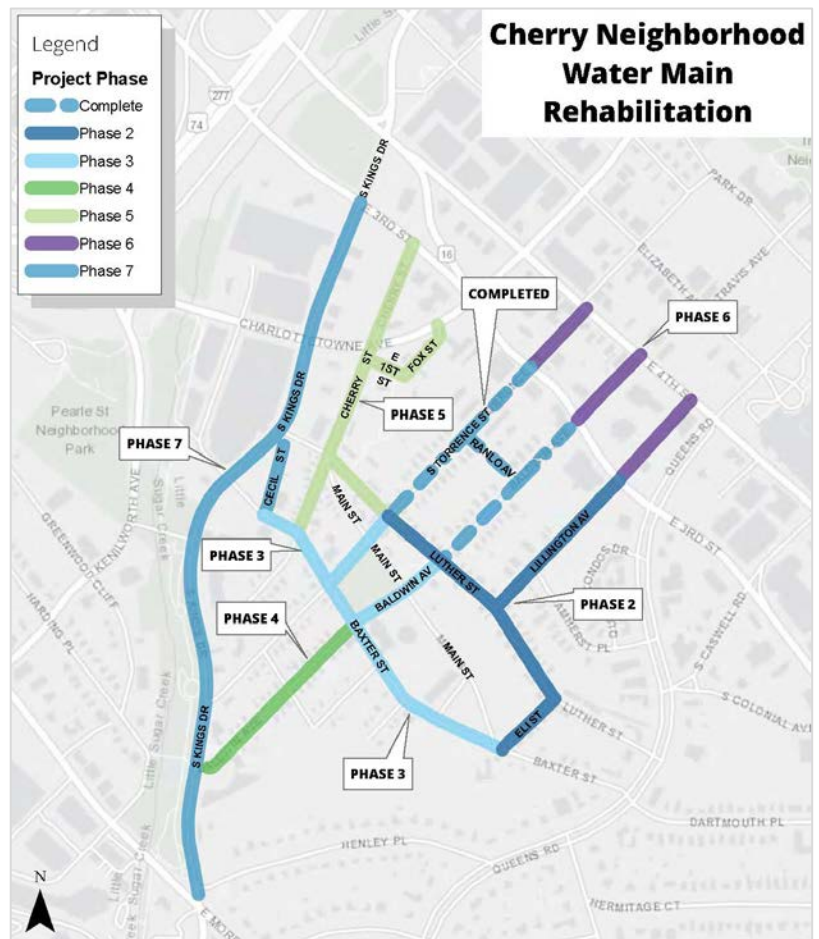 Cherry Neighborhood
Water Main
Rehabilitation
Legend
Project Phase
Complete
Phase 2
Phase 3
Phase 4
Phase 5
Phase 6
Phase 7
277
74
16
S KINGS DR
E 3RD ST
PARK DR
ELIZABETH AVE
TRAVIS AVE
COMPLETED
PHASE 6
CHARLOTTETOWNE AVE
CHERRY ST
E
1ST
ST
FOX ST
E 4TH ST
Pearle St
Neighborhood
Park
PHASE 5
S KINGS DR
PHASE 7
S TORRENCE ST
RANLO AV
QUEENS RD
KENILWORTH AVE
Little
Sugar Creek
CECIL ST
MAIN ST
GREENWOOD CLIFF
E 3RD ST
PHASE 3
MAIN ST
LUTHER ST
LILLINGTON AV
HARDING PL
BALDWIN AV
PHASE 2
PHASE 4
AMHERST PL
S CASWELL RD
BAXTER ST
MAIN ST
S COLONIAL AVE
S KINGS DR
ELI ST
LUTHER ST
Little Sugar Creek
PHASE 3
BAXTER ST
DARTMOUTH PL
HENLEY PL
QUEENS RD
HERMITAGE CT
N